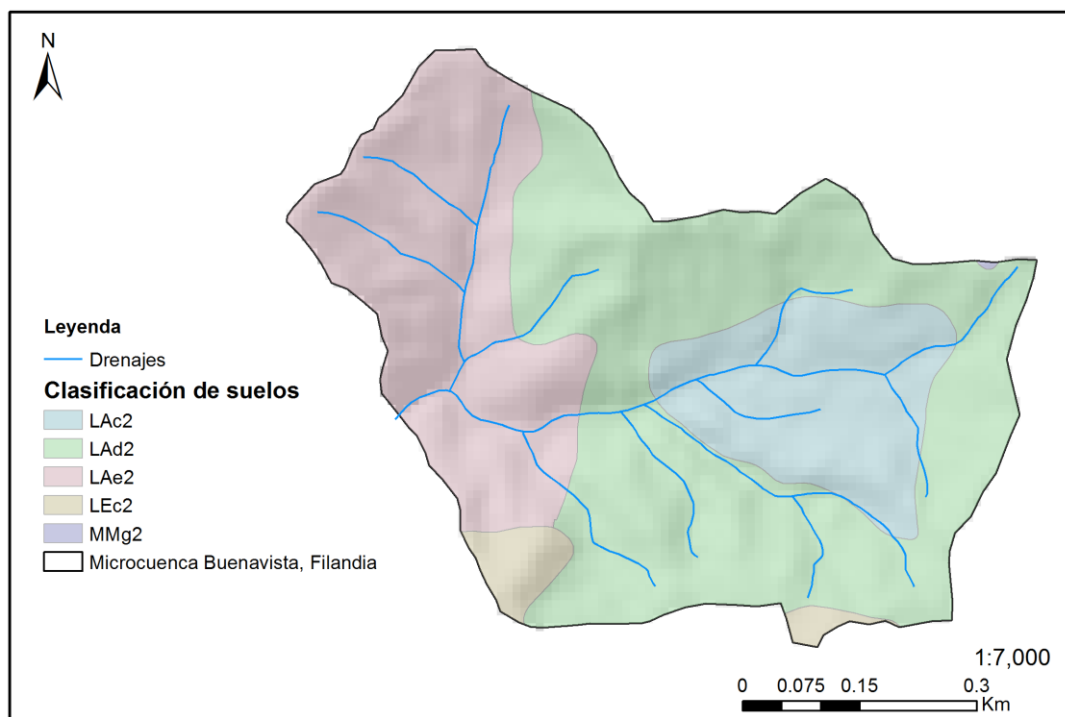 N
Leyenda
Drenajes
Clasificación de suelos
LAc2
LAd2
LAe2
LEc2
MMg2
Microcuenca Buenavista, Filandia
1:7,000
0 0.075 0.15 0.3
Km